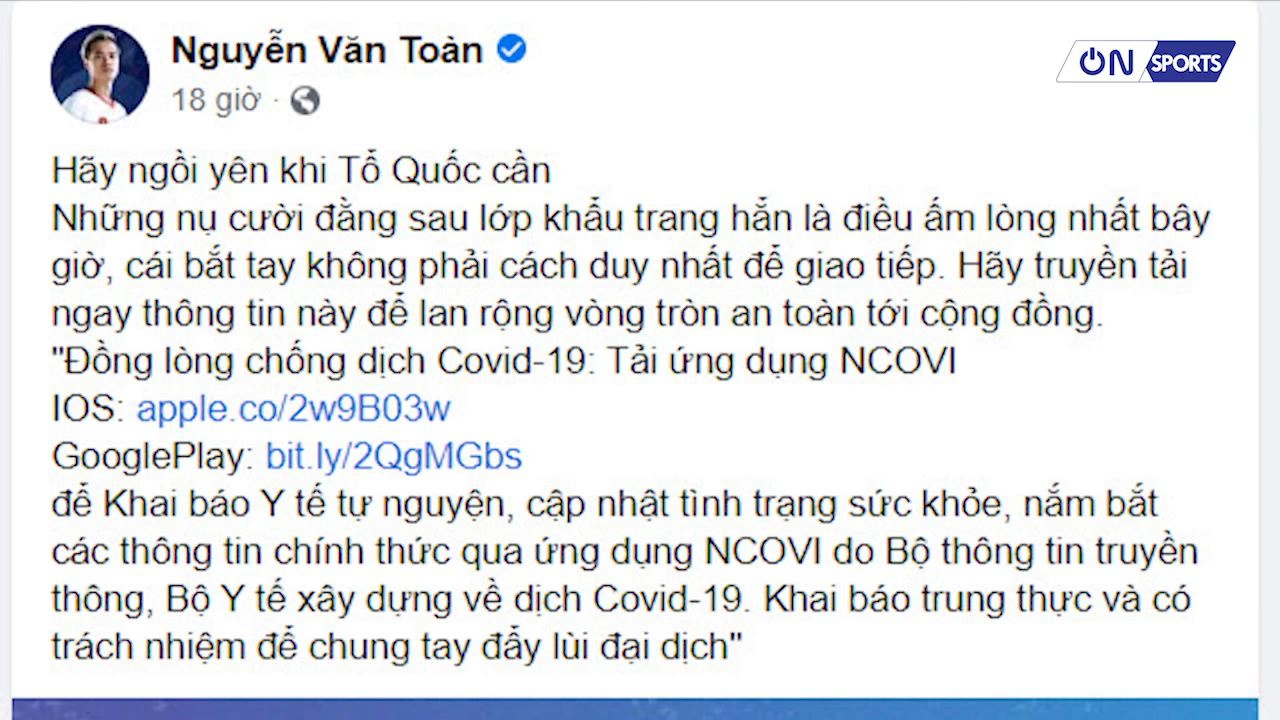 Nguyễn Văn Toàn
18 giờ ·
ON SPORTS
Hãy ngồi yên khi Tổ Quốc cần
Những nụ cười đằng sau lớp khẩu trang hẳn là điều ấm lòng nhất bây
giờ, cái bắt tay không phải cách duy nhất để giao tiếp. Hãy truyền tải
ngay thông tin này để lan rộng vòng tròn an toàn tới cộng đồng.
"Đồng lòng chống dịch Covid-19: Tải ứng dụng NCOVI
IOS: apple.co/2w9B03w
GooglePlay: bit.ly/2QgMGbs
để Khai báo Y tế tự nguyện, cập nhật tình trạng sức khỏe, nắm bắt
các thông tin chính thức qua ứng dụng NCOVI do Bộ thông tin truyền
thông, Bộ Y tế xây dựng về dịch Covid-19. Khai báo trung thực và có
trách nhiệm để chung tay đẩy lùi đại dịch"